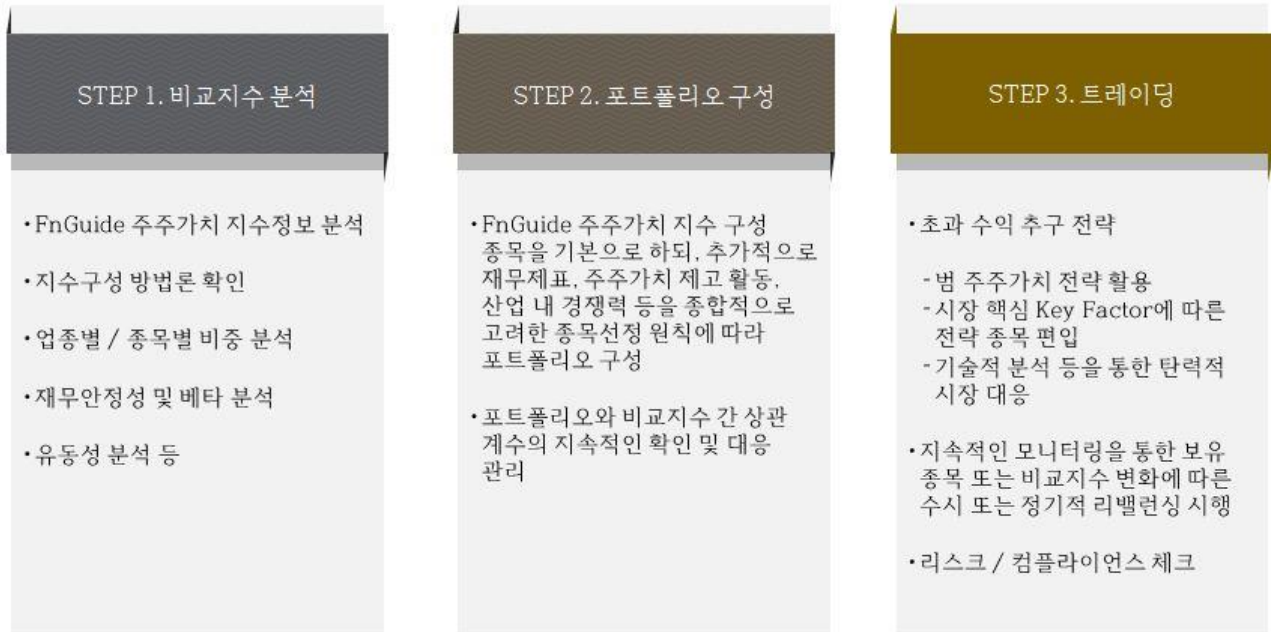 STEP 1. 비교지수 분석
・FnGuide 주주가치 지수정보 분석
・지수구성 방법론 확인
・업종별 / 종목별 비중 분석
・재무안정성 및 베타 분석
・유동성 분석 등
STEP 2. 포트폴리오 구성
・FnGuide 주주가치 지수 구성
종목을 기본으로 하되, 추가적으로
재무제표, 주주가치 제고 활동,
산업 내 경쟁력 등을 종합적으로
고려한 종목선정 원칙에 따라
포트폴리오 구성
・포트폴리오와 비교지수 간 상관
계수의 지속적인 확인 및 대응
관리
STEP 3. 트레이딩
・초과 수익 추구 전략
-범 주주가치 전략 활용
-시장 핵심 Key Factor에 따른
전략 종목 편입
-기술적 분석 등을 통한 탄력적
시장 대응
・지속적인 모니터링을 통한 보유
종목 또는 비교지수 변화에 따른
수시 또는 정기적 리밸런싱 시행
・리스크 / 컴플라이언스 체크